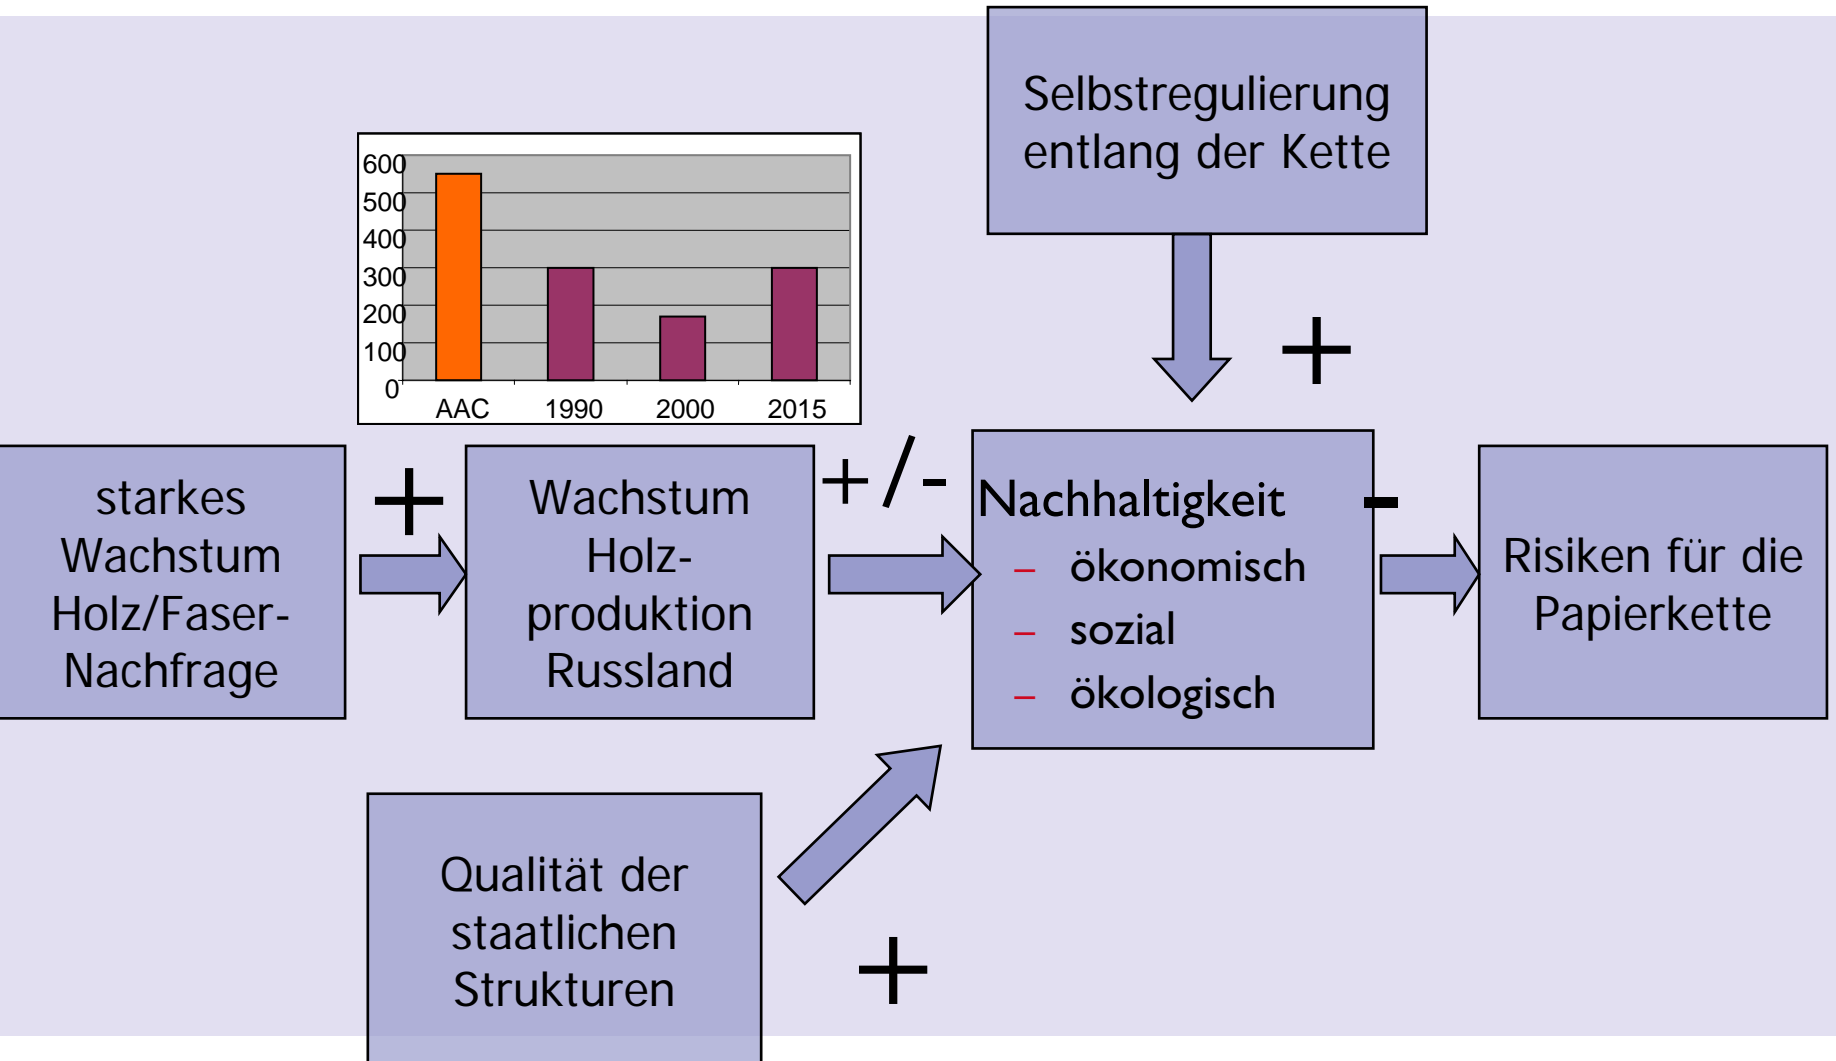 Selbstregulierung
entlang der Kette
600
500
400
300
200
100
0
AAC 1990 2000 2015
+
starkes
Wachstum
Holz/Faser-
Nachfrage
+
Wachstum
Holz-
produktion
Russland
+/-
Nachhaltigkeit
– ökonomisch
– sozial
– ökologisch
-
Risiken für die
Papierkette
Qualität der
staatlichen
Strukturen
+